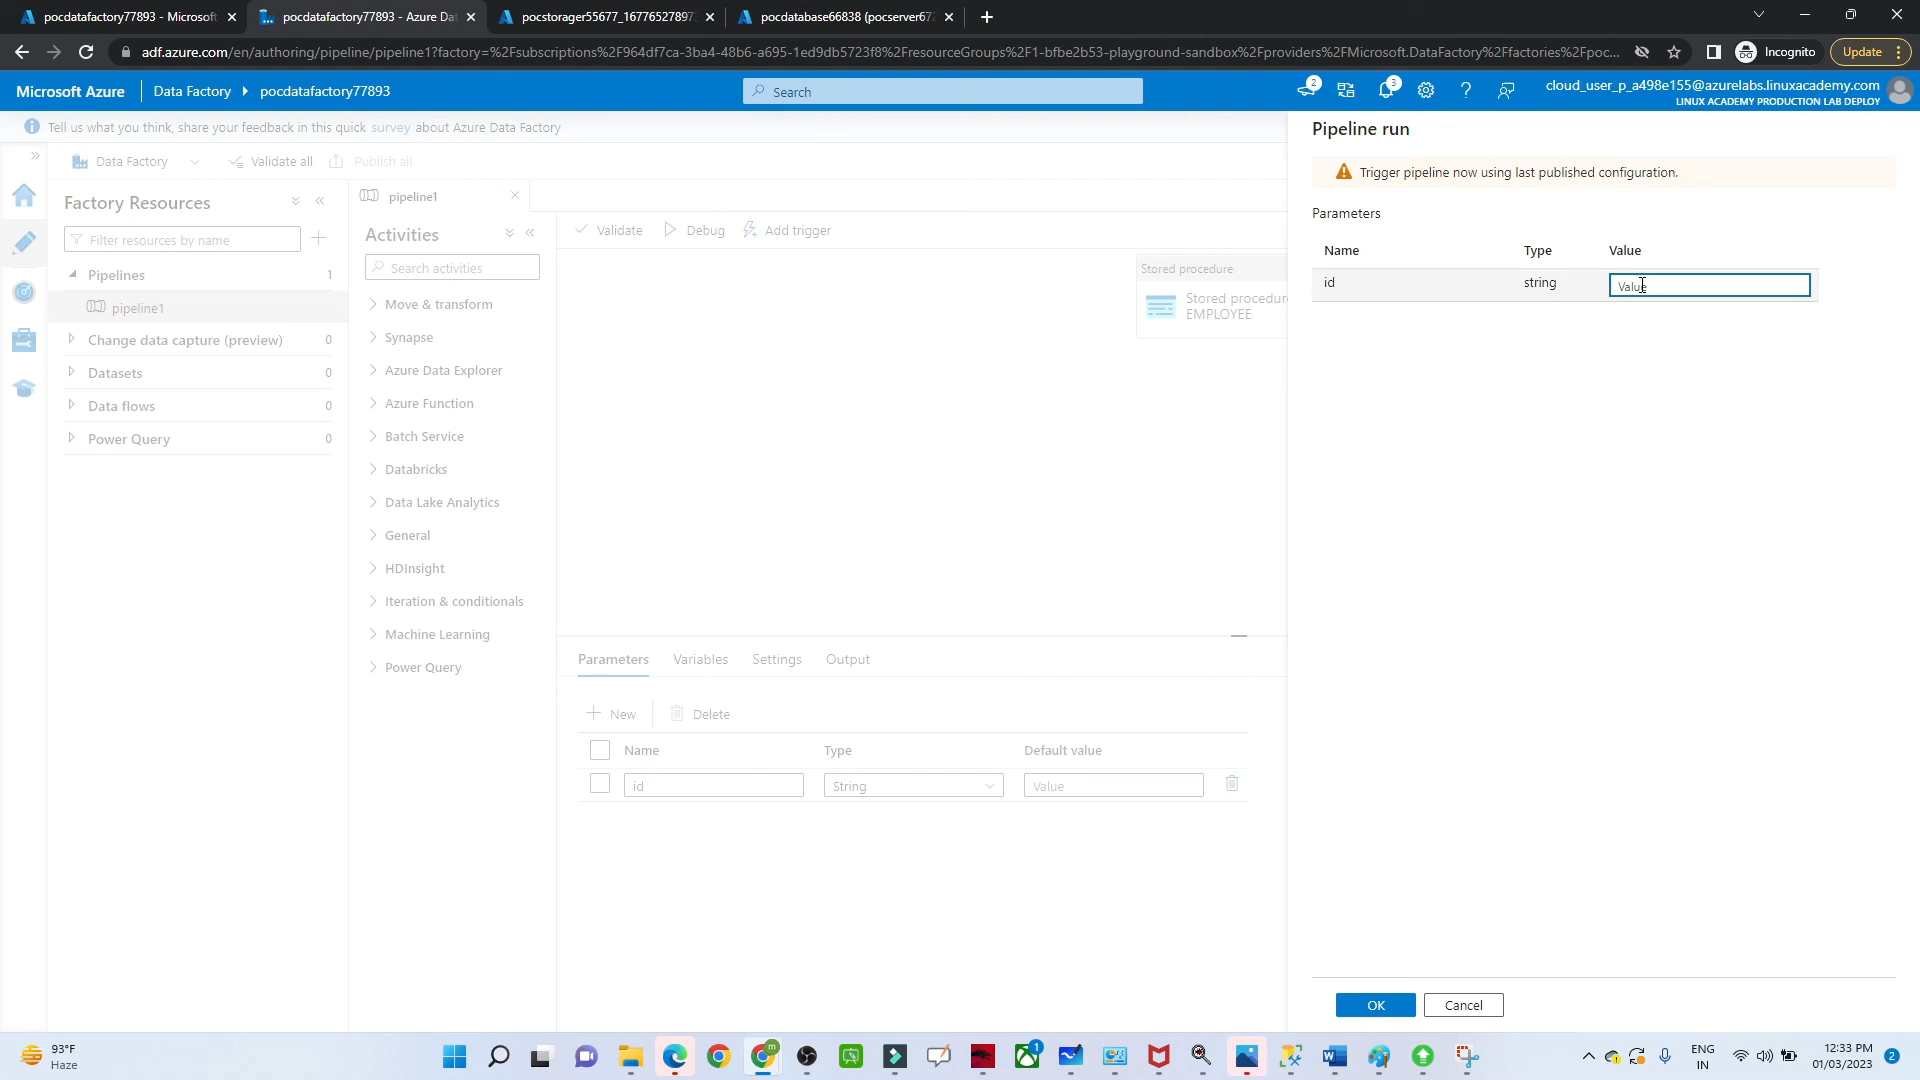 pocdatafactory77893 - Microsoft
pocdatafactory77893 - Azure Dat
pocstorager55677_16776527897
pocdatabase66838 (pocserver672
adf.azure.com/en/authoring/pipeline/pipeline1?factory=%2Fsubscriptions%2F964df7ca-3ba4-48b6-a695-1ed9db5723f8%2FresourceGroups%2F1-bfbe2b53-playground-sandbox%2Fproviders%2FMicrosoft.DataFactory%2Ffactories%2Fpoc...
Incognito
Update
Microsoft Azure
Data Factory
pocdatafactory77893
Search
2
3
cloud_user_p_a498e155@azurelabs.linuxacademy.com
LINUX ACADEMY PRODUCTION LAB DEPLOY
Tell us what you think, share your feedback in this quick survey about Azure Data Factory
Data Factory
Validate all
Publish all
Factory Resources
Filter resources by name
Pipelines 1
pipeline1
Change data capture (preview) 0
Datasets 0
Data flows 0
Power Query 0
pipeline1
Activities
Search activities
Move & transform
Synapse
Azure Data Explorer
Azure Function
Batch Service
Databricks
Data Lake Analytics
General
HDInsight
Iteration & conditionals
Machine Learning
Power Query
Validate
Debug
Add trigger
Stored procedure
Stored procedure
EMPLOYEE
Parameters
Variables
Settings
Output
New
Delete
Name Type Default value
id String Value
Pipeline run
Trigger pipeline now using last published configuration.
Parameters
Name Type Value
id string Value
OK
Cancel
93°F
Haze
m
1
ENG
IN
12:33 PM
01/03/2023
2